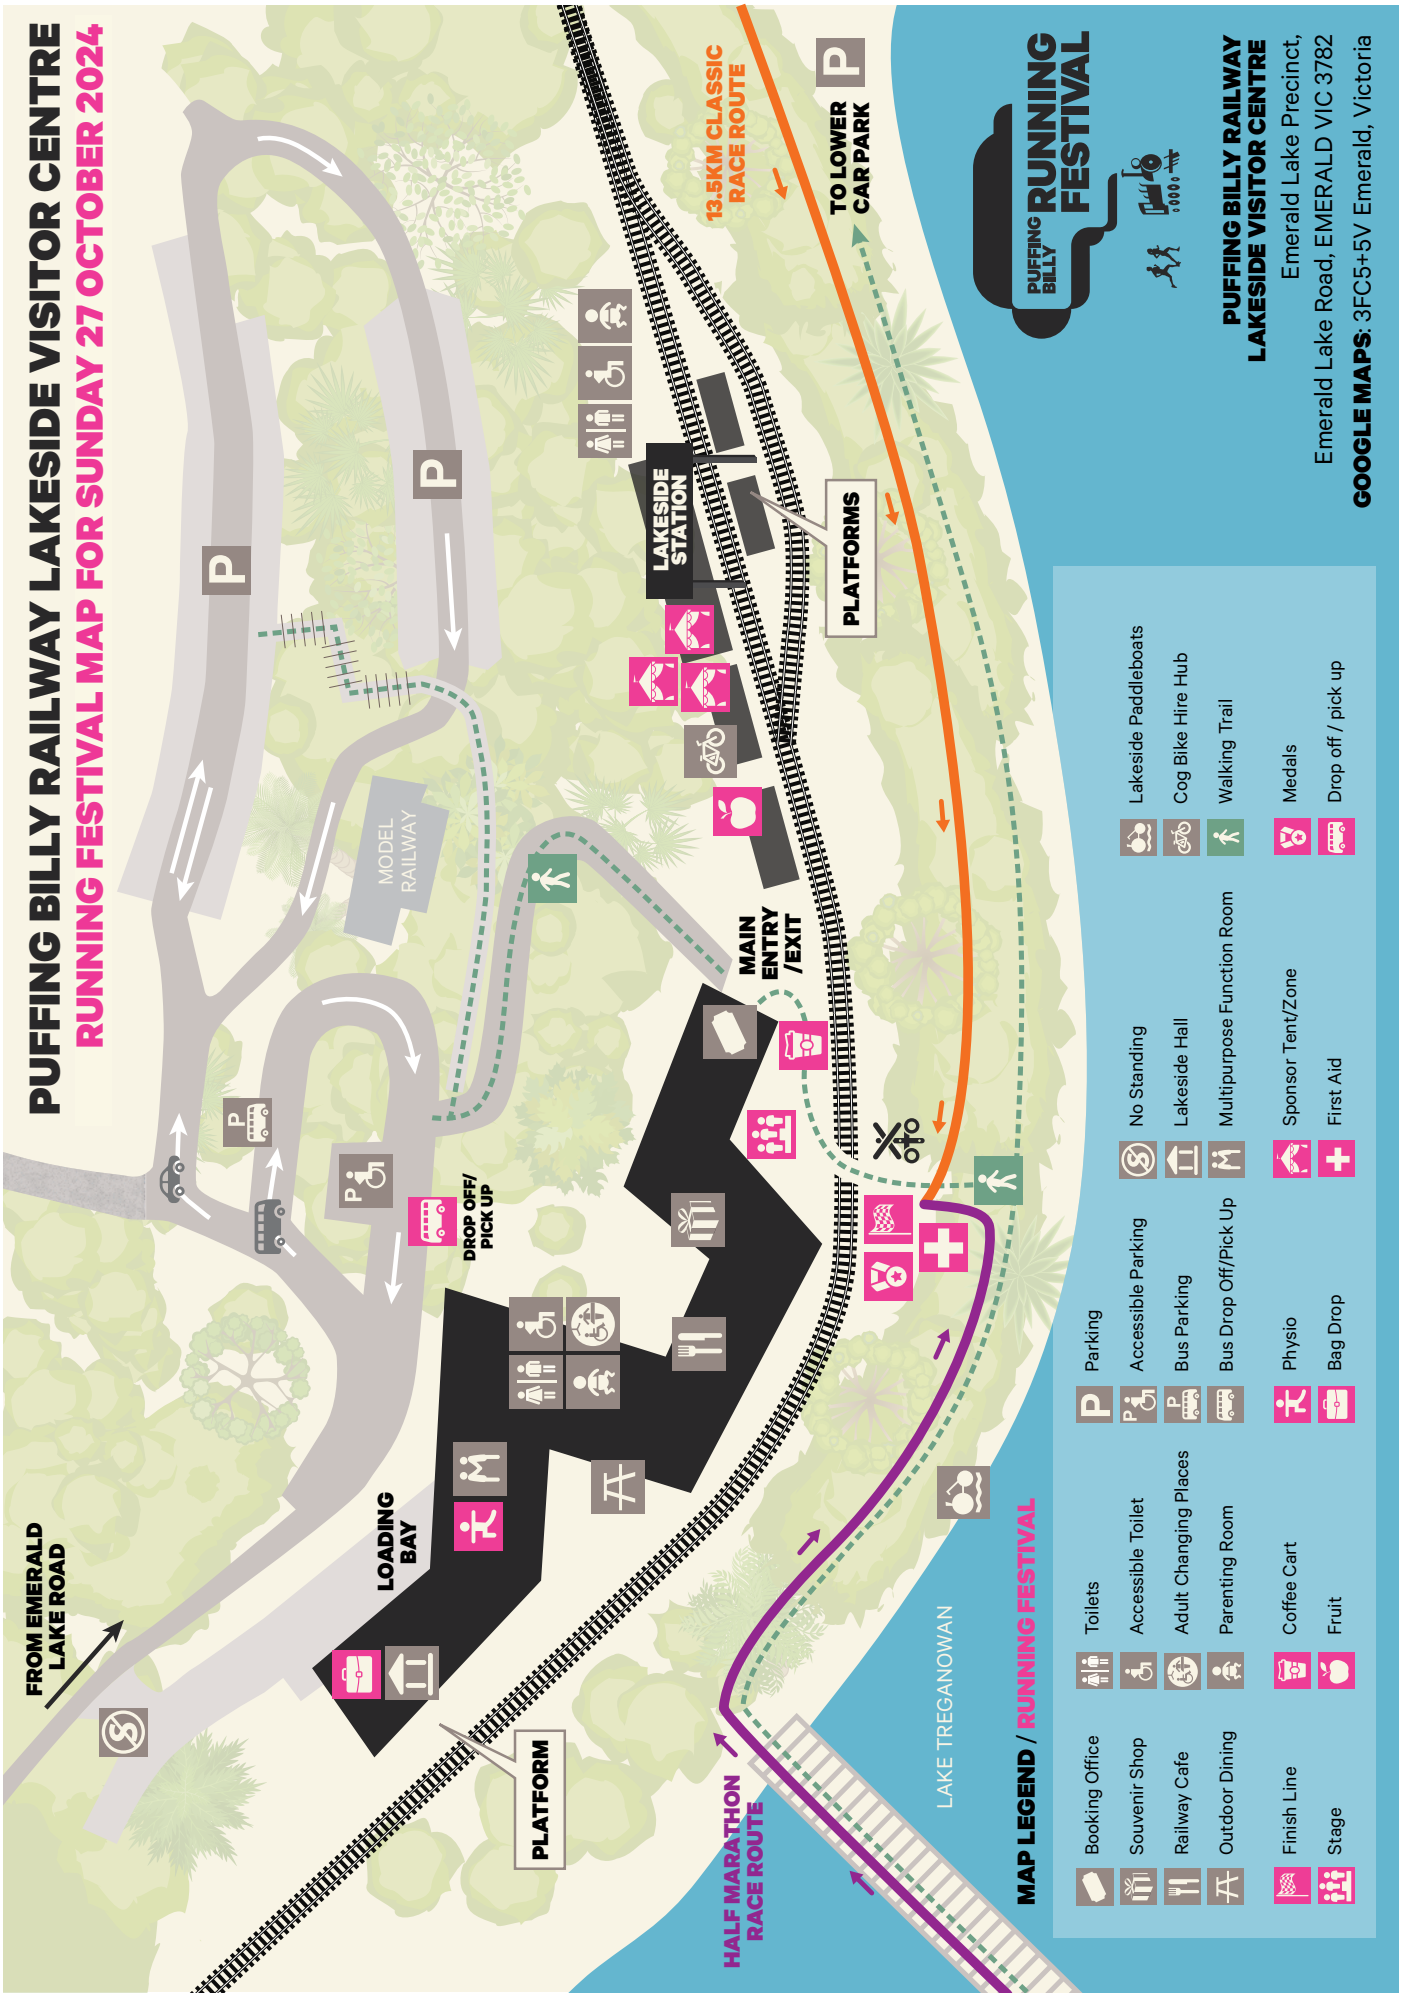 PUFFING BILLY RAILWAY LAKESIDE VISITOR CENTRE
RUNNING FESTIVAL MAP FOR SUNDAY 27 OCTOBER 2024
FROM EMERALD
LAKE ROAD
P
P
P
P
P
MODEL
RAILWAY
DROP OFF/
PICK UP
LOADING
BAY
MAIN
ENTRY
/EXIT
LAKESIDE
STATION
PLATFORMS
PLATFORM
13.5KM CLASSIC
RACE ROUTE
TO LOWER
CAR PARK
P
HALF MARATHON
RACE ROUTE
LAKE TREGANOWAN
PUFFING
BILLY
RUNNING
FESTIVAL
PUFFING BILLY RAILWAY
LAKESIDE VISITOR CENTRE
Emerald Lake Precinct,
Emerald Lake Road, EMERALD VIC 3782
GOOGLE MAPS: 3FC5+5V Emerald, Victoria
MAP LEGEND / RUNNING FESTIVAL
Booking Office
Souvenir Shop
Railway Cafe
Outdoor Dining
Toilets
Accessible Toilet
Adult Changing Places
Parenting Room
P
Parking
P
Accessible Parking
P
Bus Parking
Bus Drop Off/Pick Up
S
No Standing
Lakeside Hall
Multipurpose Function Room
Lakeside Paddleboats
Cog Bike Hire Hub
Walking Trail
Finish Line
Stage
Coffee Cart
Fruit
Physio
Bag Drop
Sponsor Tent/Zone
First Aid
Medals
Drop off / pick up